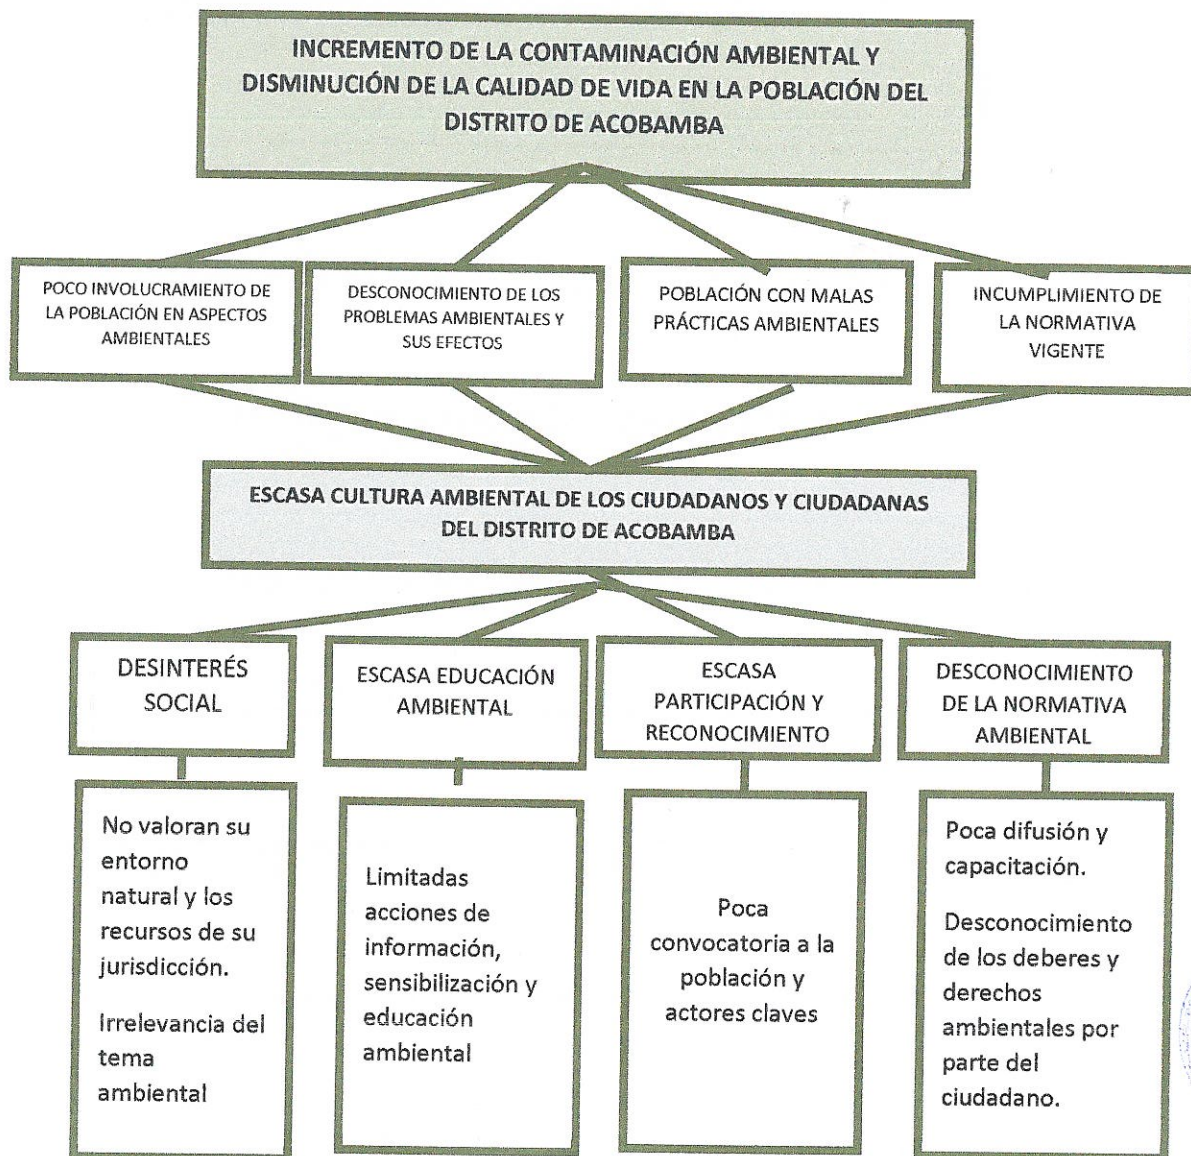 INCREMENTO DE LA CONTAMINACIÓN AMBIENTAL Y
DISMINUCIÓN DE LA CALIDAD DE VIDA EN LA POBLACIÓN DEL
DISTRITO DE ACOBAMBA
POCO INVOLUCRAMIENTO DE
LA POBLACIÓN EN ASPECTOS
AMBIENTALES
DESCONOCIMIENTO DE LOS
PROBLEMAS AMBIENTALES Y
SUS EFECTOS
POBLACIÓN CON MALAS
PRÁCTICAS AMBIENTALES
INCUMPLIMIENTO DE
LA NORMATIVA
VIGENTE
ESCASA CULTURA AMBIENTAL DE LOS CIUDADANOS Y CIUDADANAS
DEL DISTRITO DE ACOBAMBA
DESINTERÉS
SOCIAL
ESCASA EDUCACIÓN
AMBIENTAL
ESCASA
PARTICIPACIÓN Y
RECONOCIMIENTO
DESCONOCIMIENTO
DE LA NORMATIVA
AMBIENTAL
No valoran su
entorno
natural y los
recursos de su
jurisdicción.
Irrelevancia del
tema
ambiental
Limitadas
acciones de
información,
sensibilización y
educación
ambiental
Poca
convocatoria a la
población y
actores claves
Poca difusión y
capacitación.
Desconocimiento
de los deberes y
derechos
ambientales por
parte del
ciudadano.